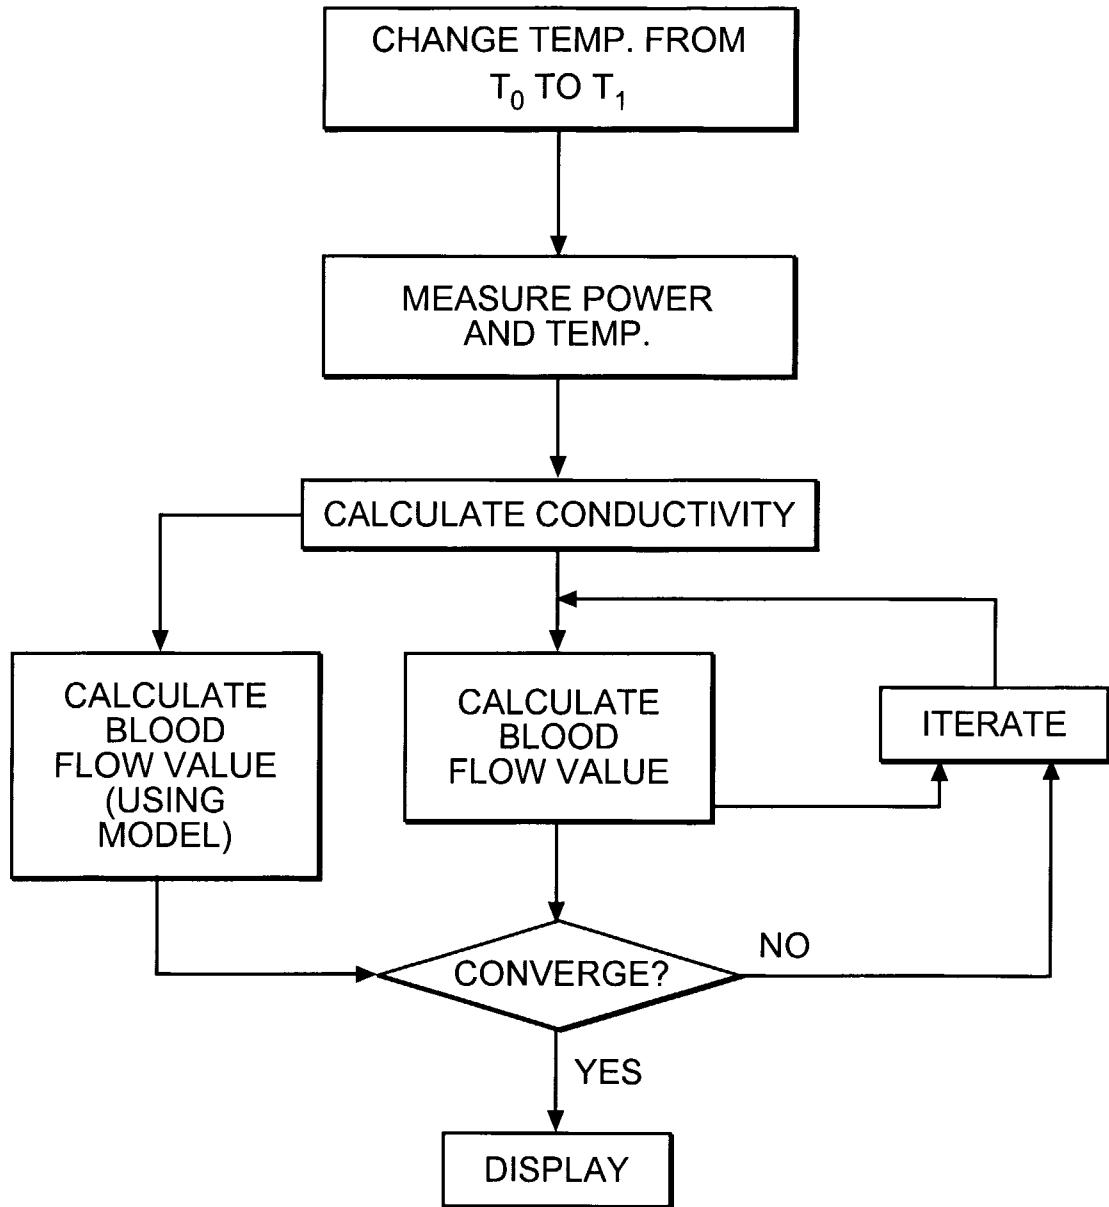 CHANGE TEMP. FROM
T₀ TO T₁
MEASURE POWER
AND TEMP.
CALCULATE CONDUCTIVITY
CALCULATE
BLOOD
FLOW VALUE
(USING
MODEL)
CALCULATE
BLOOD
FLOW VALUE
ITERATE
CONVERGE?
NO
YES
DISPLAY